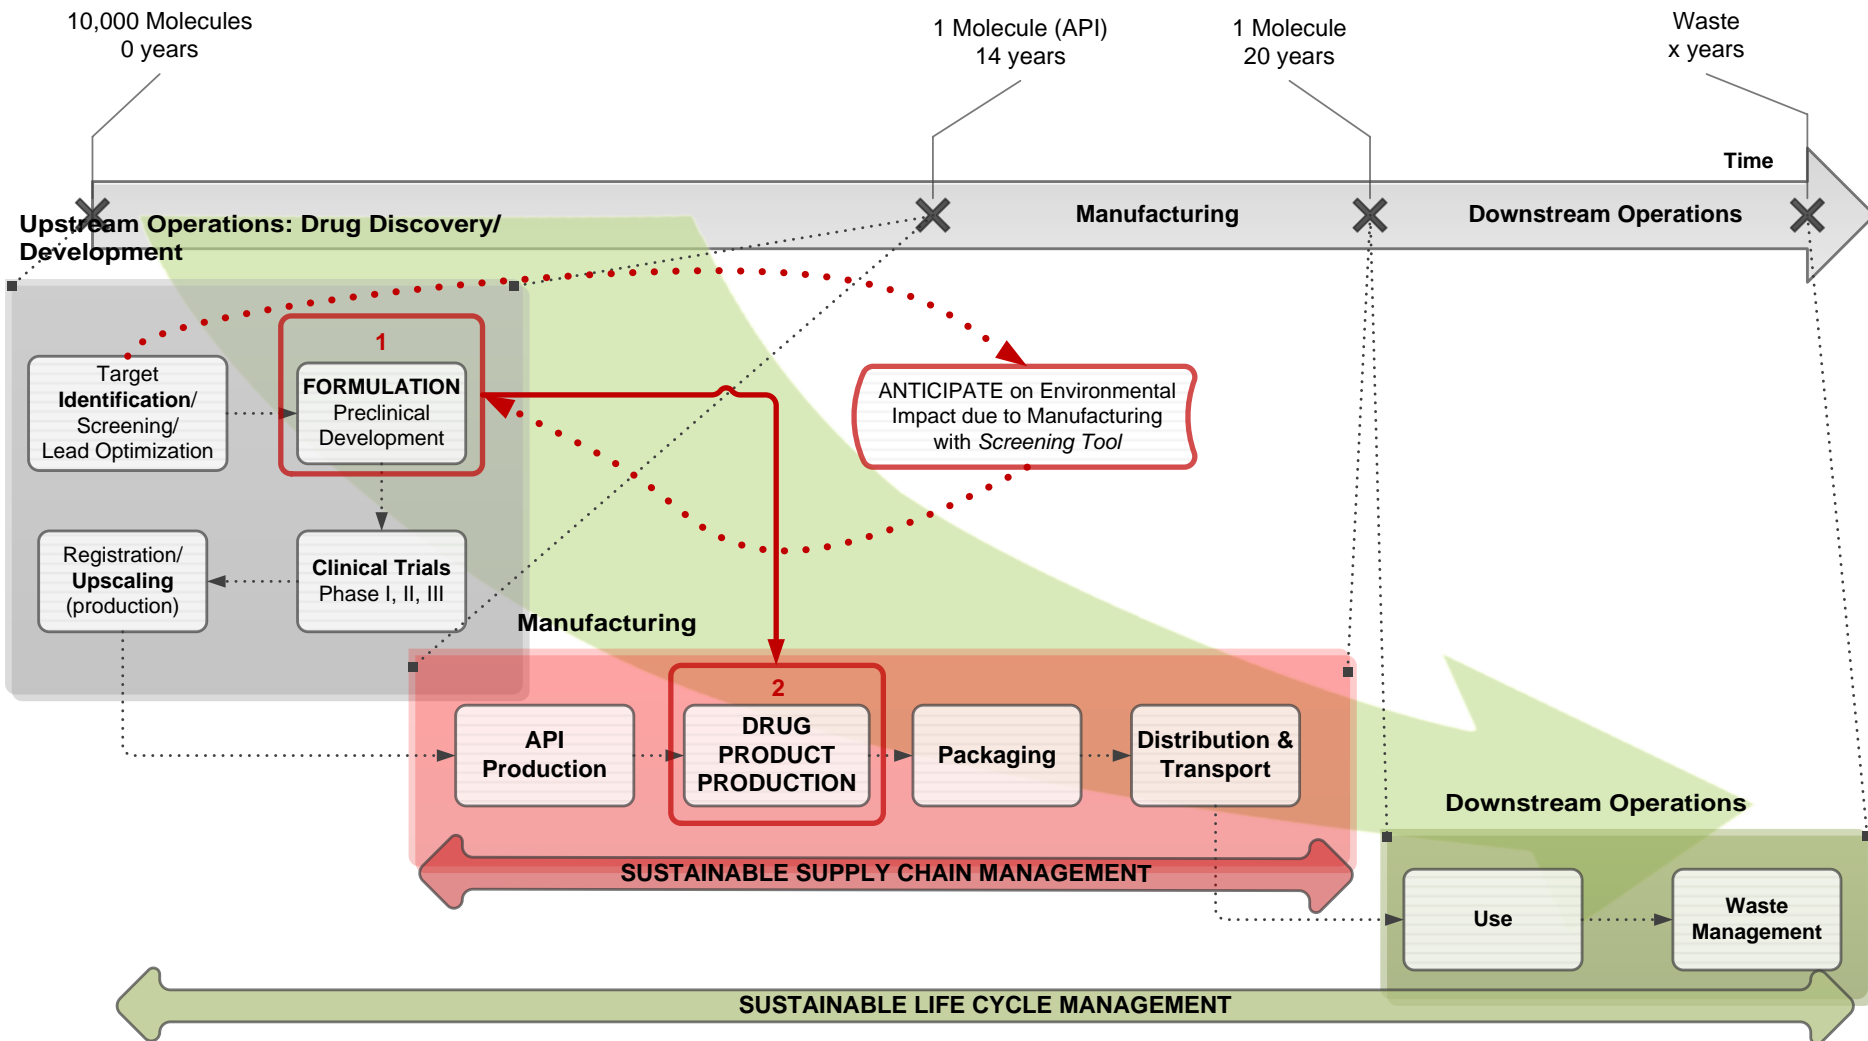 10,000 Molecules
0 years
1 Molecule (API)
14 years
1 Molecule
20 years
Waste
x years
Time
Manufacturing
Downstream Operations
Upstream Operations: Drug Discovery/
Development
1
Target
Identification/
Screening/
Lead Optimization
FORMULATION
Preclinical
Development
ANTICIPATE on Environmental
Impact due to Manufacturing
with Screening Tool
Registration/
Upscaling
(production)
Clinical Trials
Phase I, II, III
Manufacturing
2
API
Production
DRUG
PRODUCT
PRODUCTION
Packaging
Distribution &
Transport
Downstream Operations
SUSTAINABLE SUPPLY CHAIN MANAGEMENT
Use
Waste
Management
SUSTAINABLE LIFE CYCLE MANAGEMENT